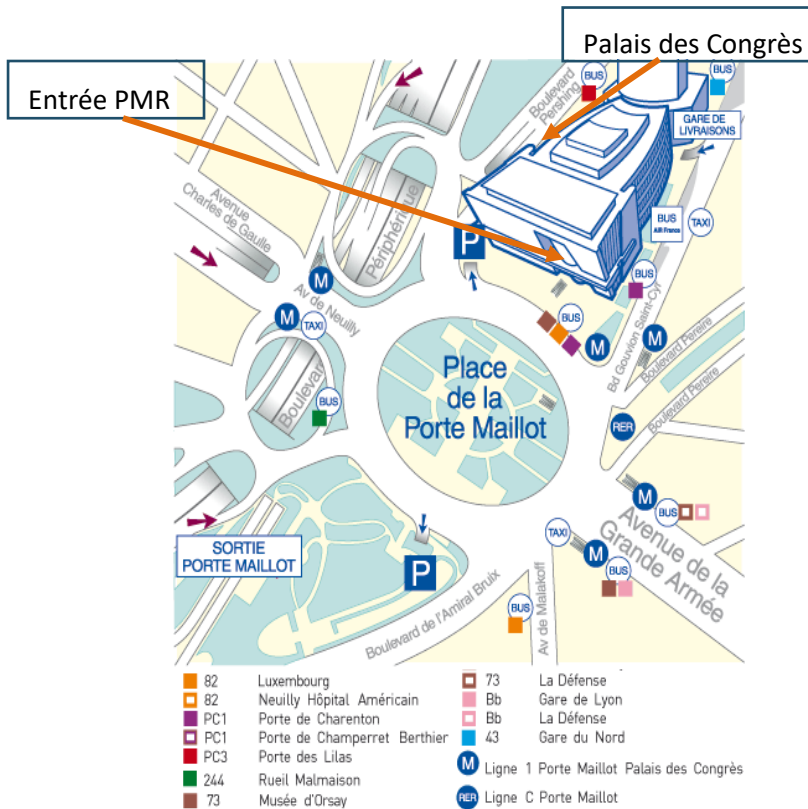 Palais des Congrès
Entrée PMR
BUS
BUS
Boulevard
Pershing
GARE DE
LIVRAISONS
Avenue
Charles de Gaulle
Périphérique
P
BUS
TAXI
BUS
M
Av de Neuilly
M
TAXI
BUS
M
Bd Gouvion Saint-Cyr
M
Boulevard Pereire
Boulevard Pereire
Place
de la
Porte Maillot
Boulevard
BUS
RER
M
BUS
Avenue de la
Grande Armée
SORTIE
PORTE MAILLOT
P
TAXI
M
BUS
Boulevard de l'Amiral Bruix
BUS
Av de Malakoff
82 Luxembourg
82 Neuilly Hôpital Américain
PC1 Porte de Charenton
PC1 Porte de Champerret Berthier
PC3 Porte des Lilas
244 Rueil Malmaison
73 Musée d'Orsay
73 La Défense
Bb Gare de Lyon
Bb La Défense
43 Gare du Nord
M Ligne 1 Porte Maillot Palais des Congrès
RER Ligne C Porte Maillot